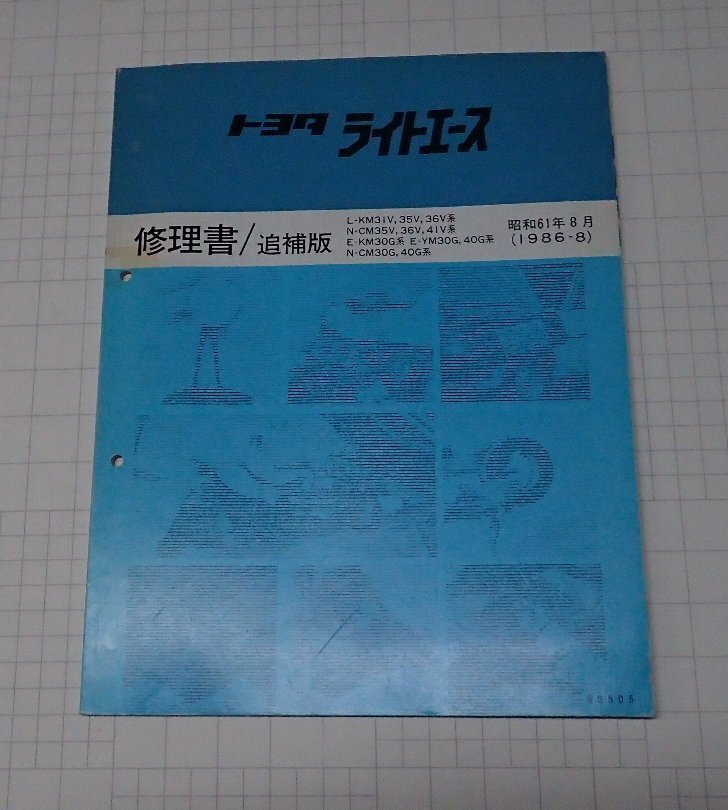 トヨタ ライトエース
修理書/追補版
L-KM31V, 35V, 36V系
N-CM35V, 36V, 41V系
E-KM30G系 E-YM30G, 40G系
N-CM30G, 40G系
昭和61年8月
(1986-8)
62505